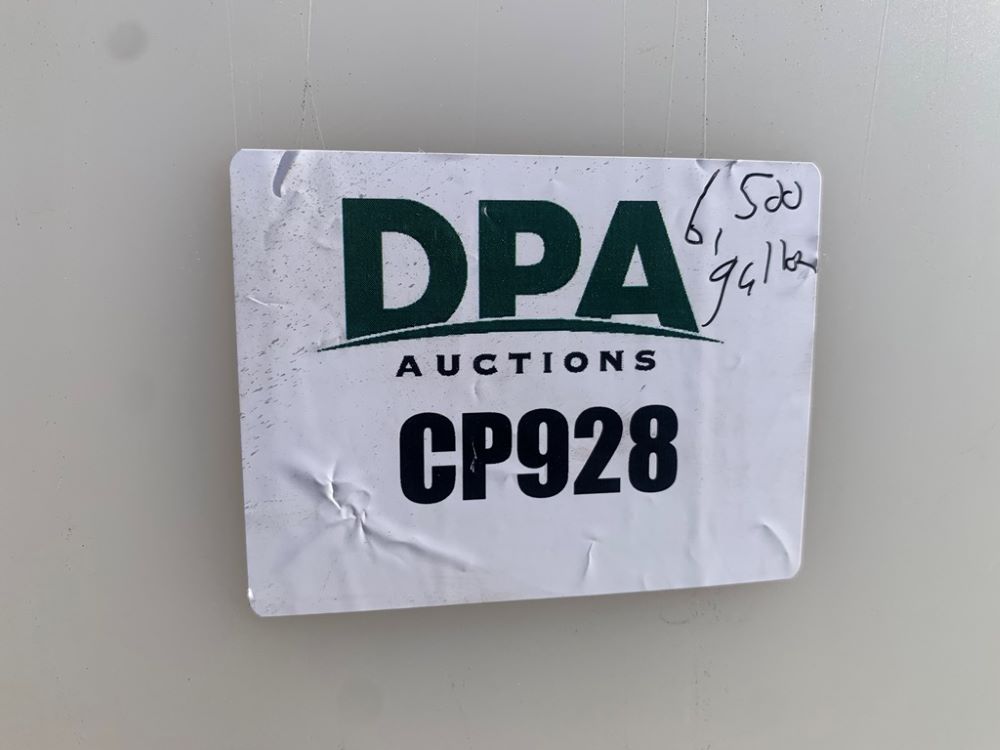 DPA
AUCTIONS
CP928
6,500
gallon